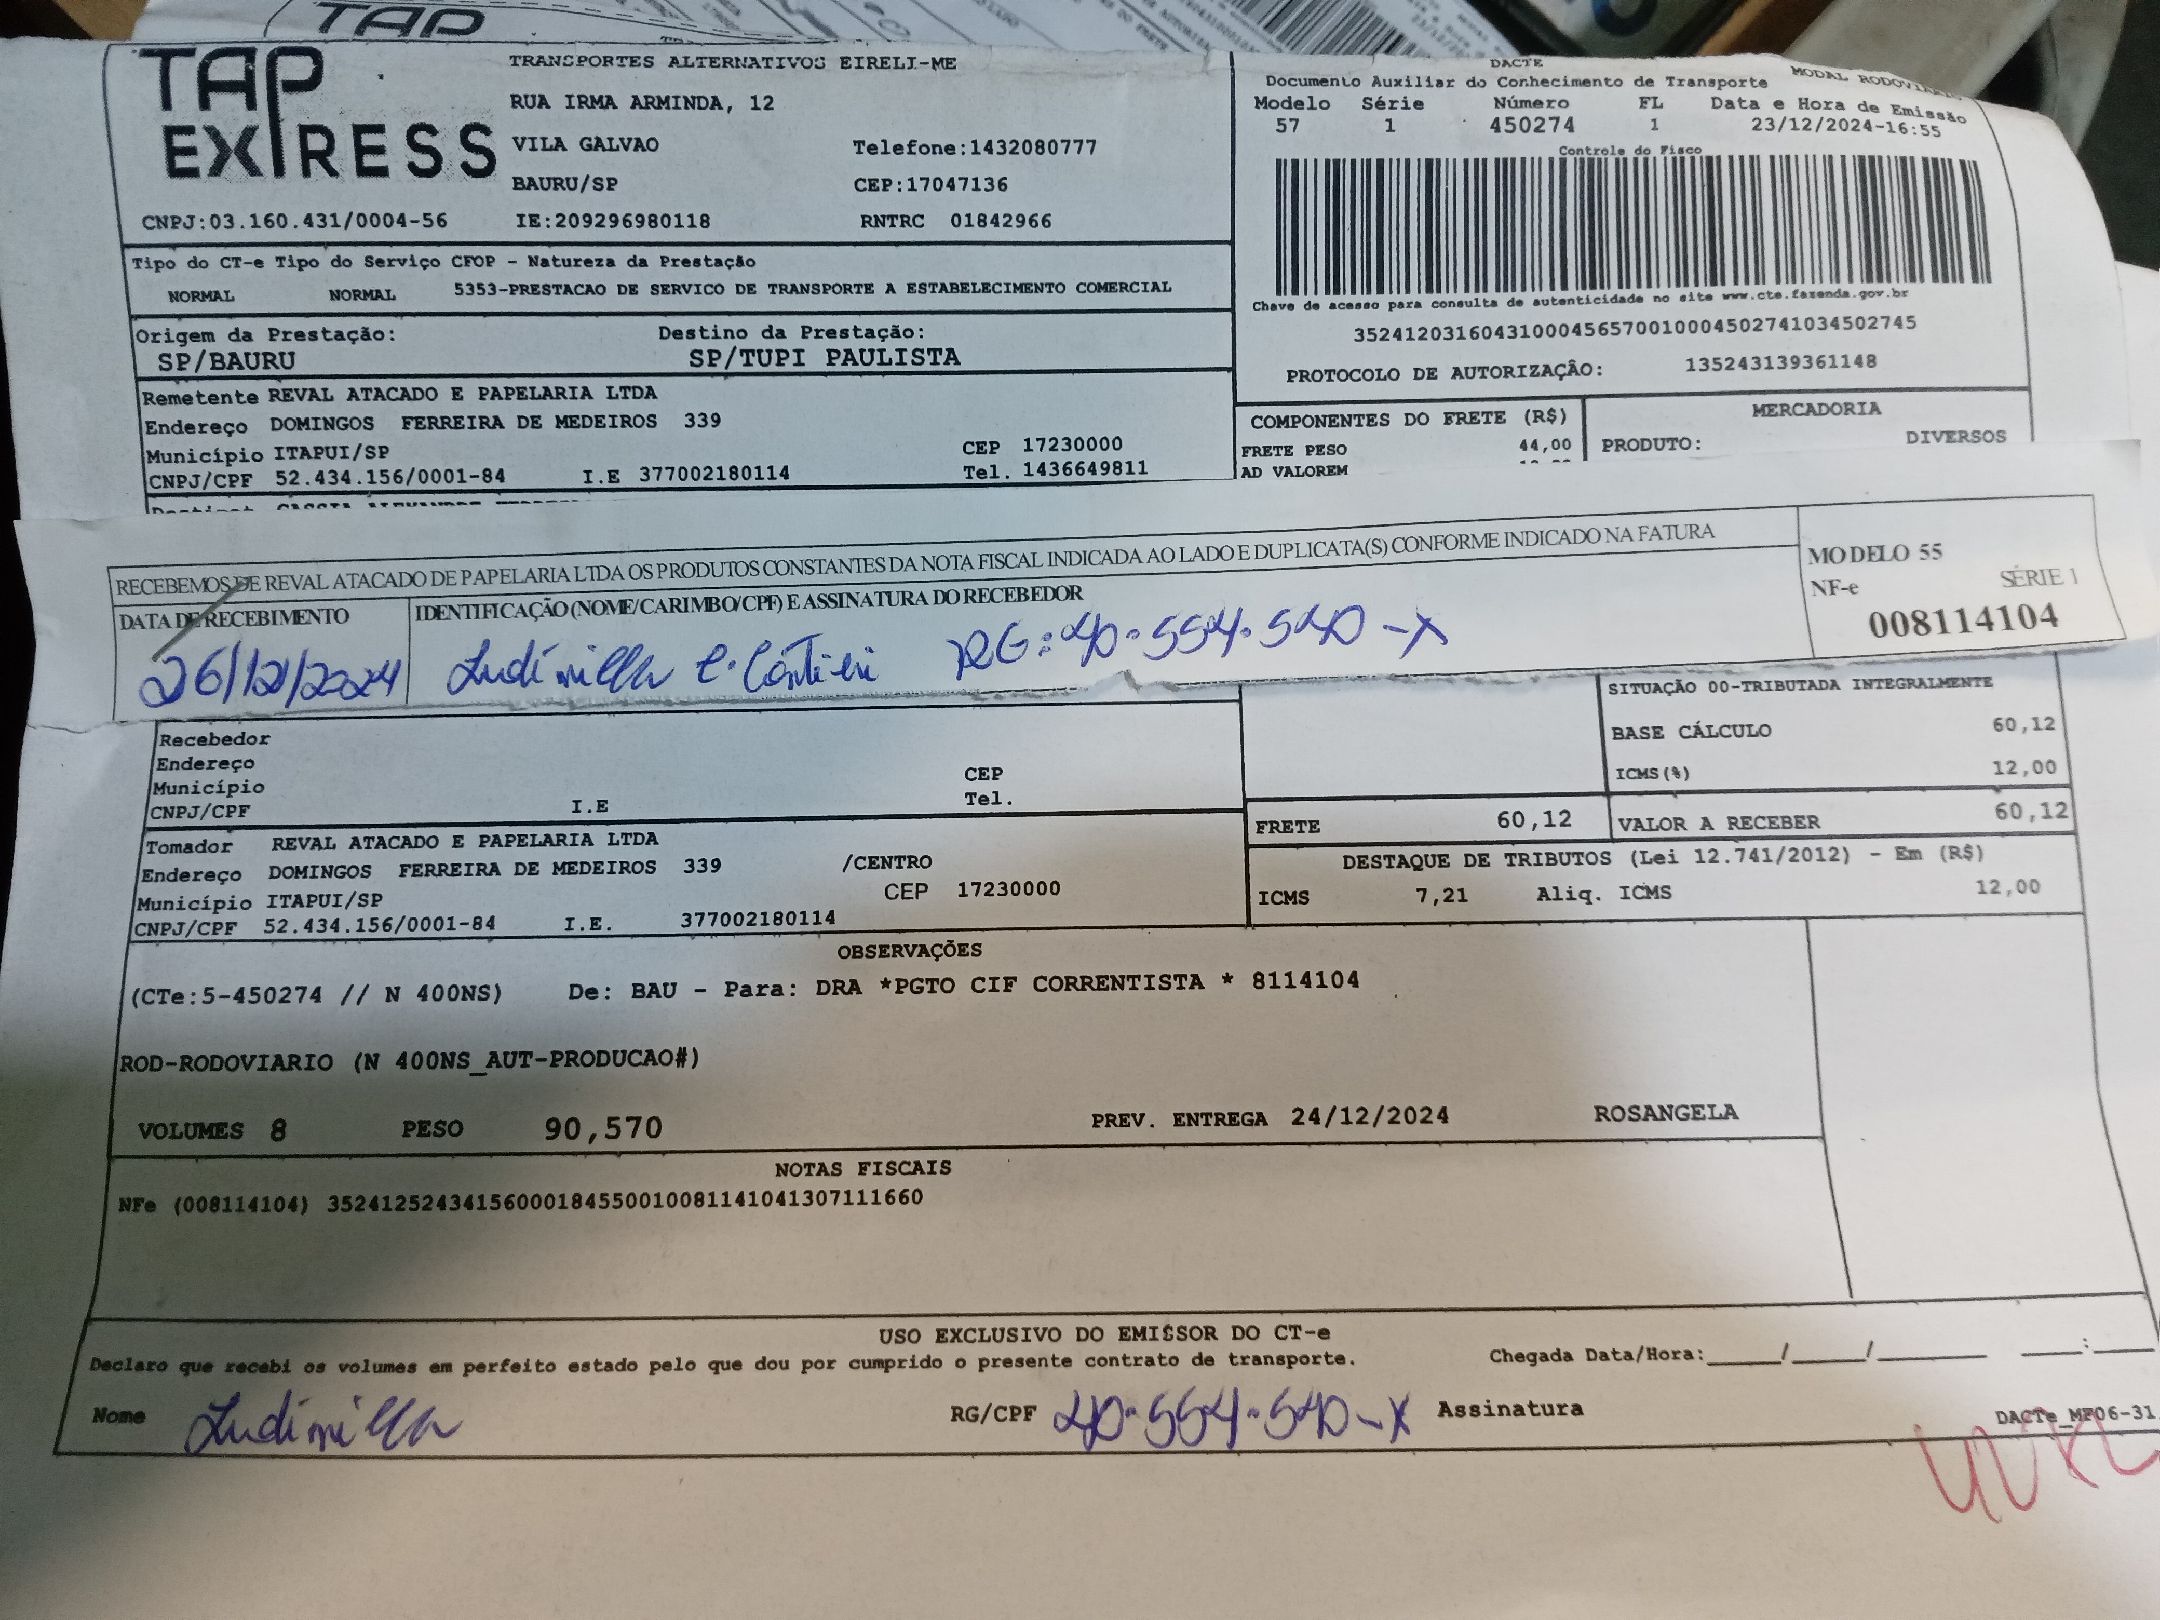 TAP EXPRESS
TRANSPORTES ALTERNATIVOS EIRELI-ME
RUA IRMA ARMINDA, 12
VILA GALVAO Telefone:1432080777
BAURU/SP CEP:17047136
CNPJ:03.160.431/0004-56 IE:209296980118 RNTRC 01842966
DACTE
Documento Auxiliar do Conhecimento de Transporte
Modelo Série Número FL Data e Hora de Emissão
57 1 450274 1 23/12/2024-16:55
Controle do Fisco
Chave de acesso para consulta de autenticidade no site www.cte.fazenda.gov.br
35241203160431000456570010004502741034502745
PROTOCOLO DE AUTORIZAÇÃO: 135243139361148
Tipo do CT-e Tipo do Serviço CFOP - Natureza da Prestação
NORMAL NORMAL 5353-PRESTACAO DE SERVICO DE TRANSPORTE A ESTABELECIMENTO COMERCIAL
Origem da Prestação: Destino da Prestação:
SP/BAURU SP/TUPI PAULISTA
Remetente REVAL ATACADO E PAPELARIA LTDA
Endereço DOMINGOS FERREIRA DE MEDEIROS 339
Município ITAPUI/SP CEP 17230000
CNPJ/CPF 52.434.156/0001-84 I.E 377002180114 Tel. 1436649811
COMPONENTES DO FRETE (R$) MERCADORIA
FRETE PESO 44,00 PRODUTO: DIVERSOS
AD VALOREM
RECEBEMOS DE REVAL ATACADO DE PAPELARIA LTDA OS PRODUTOS CONSTANTES DA NOTA FISCAL INDICADA AO LADO E DUPLICATA(S) CONFORME INDICADO NA FATURA
DATA DE RECEBIMENTO IDENTIFICAÇÃO (NOME/CARIMBO/CPF) E ASSINATURA DO RECEBEDOR
26/12/2024 Ludimilla RG: 40.554.540-X
MODELO 55
NF-e SÉRIE 1
008114104
SITUAÇÃO 00-TRIBUTADA INTEGRALMENTE
BASE CÁLCULO 60,12
ICMS(%) 12,00
Recebedor
Endereço
Município CEP
CNPJ/CPF I.E Tel.
FRETE 60,12 VALOR A RECEBER 60,12
Tomador REVAL ATACADO E PAPELARIA LTDA
Endereço DOMINGOS FERREIRA DE MEDEIROS 339 /CENTRO
Município ITAPUI/SP CEP 17230000
CNPJ/CPF 52.434.156/0001-84 I.E. 377002180114
DESTAQUE DE TRIBUTOS (Lei 12.741/2012) - Em (R$)
ICMS 7,21 Aliq. ICMS 12,00
OBSERVAÇÕES
(CTe:5-450274 // N 400NS) De: BAU - Para: DRA *PGTO CIF CORRENTISTA * 8114104
ROD-RODOVIARIO (N 400NS_AUT-PRODUCAO#)
VOLUMES 8 PESO 90,570 PREV. ENTREGA 24/12/2024 ROSANGELA
NOTAS FISCAIS
NFe (008114104) 35241252434156000184550010081141041307111660
USO EXCLUSIVO DO EMISSOR DO CT-e
Declaro que recebi os volumes em perfeito estado pelo que dou por cumprido o presente contrato de transporte. Chegada Data/Hora:_____/_____/_______ ____:____
Nome Ludimilla RG/CPF 40.554.540-X Assinatura
DACTe_MF06-31